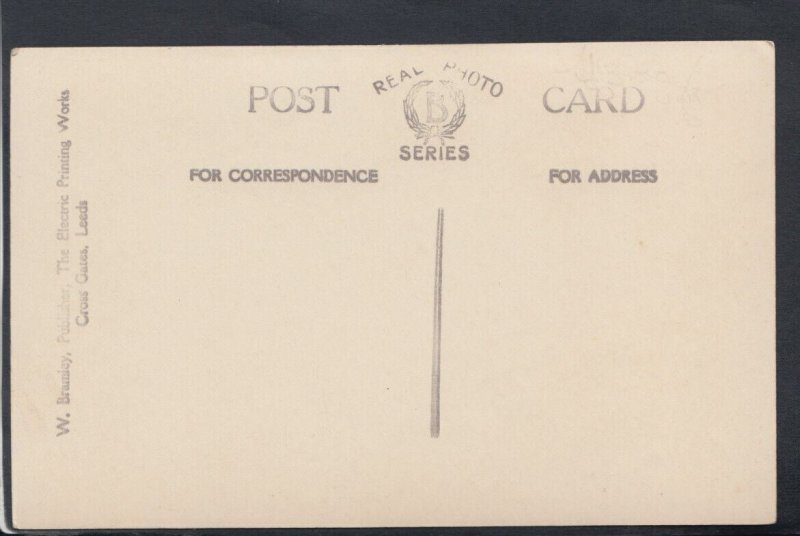 POST
REAL PHOTO
B
SERIES
CARD
FOR CORRESPONDENCE
FOR ADDRESS
W. Bramley, Publisher, The Electric Printing Works
Cross Gates, Leeds